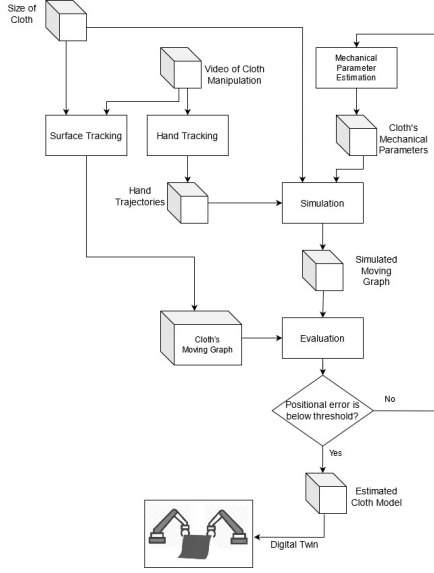 Size of
Cloth
Video of Cloth
Manipulation
Mechanical
Parameter
Estimation
Surface Tracking
Hand Tracking
Cloth's
Mechanical
Parameters
Hand
Trajectories
Simulation
Simulated
Moving
Graph
Cloth's
Moving Graph
Evaluation
Positional error is
below threshold?
No
Yes
Estimated
Cloth Model
Digital Twin